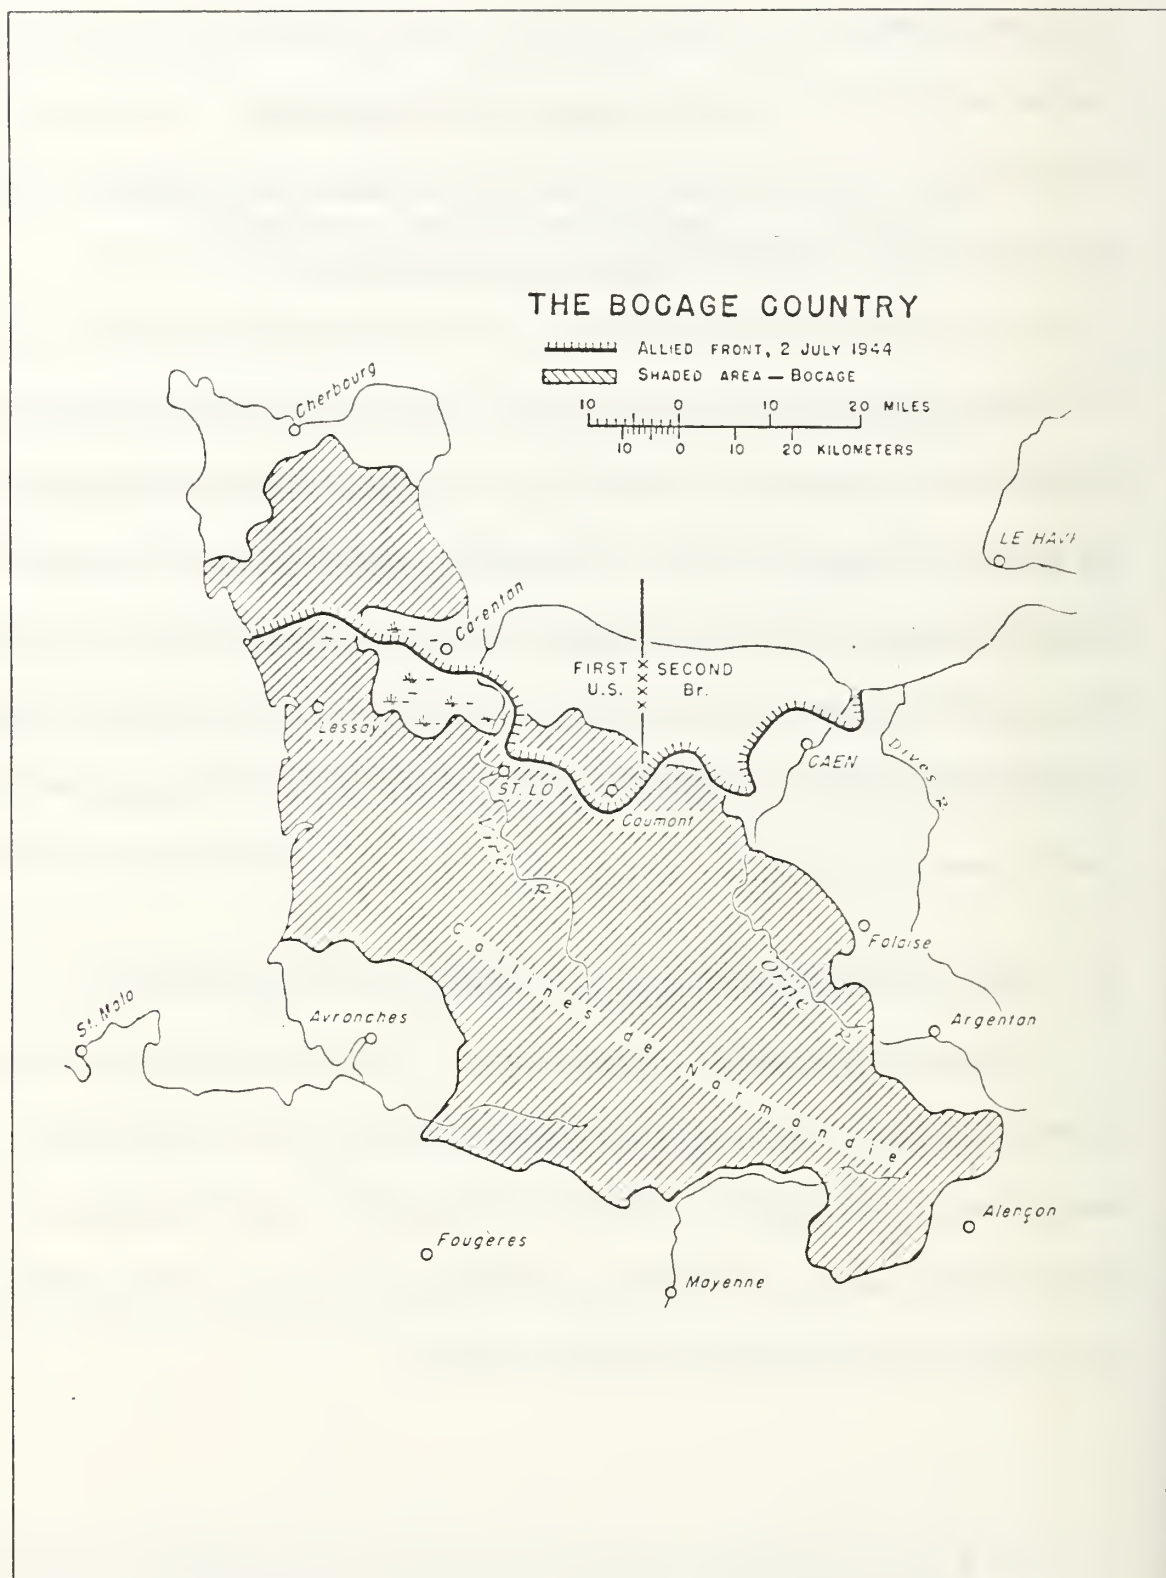 THE BOCAGE COUNTRY
ALLIED FRONT, 2 JULY 1944
SHADED AREA — BOCAGE
10 0 10 20 MILES
10 0 10 20 KILOMETERS
Cherbourg
LE HAV
Carentan
FIRST SECOND
U.S. Br.
Lessay
CAEN
Dives R.
ST. LO
Caumont
Vire R.
Falaise
Collines de Normandie
Orne R.
St. Malo
Avranches
Argentan
Alençon
Fougères
Mayenne